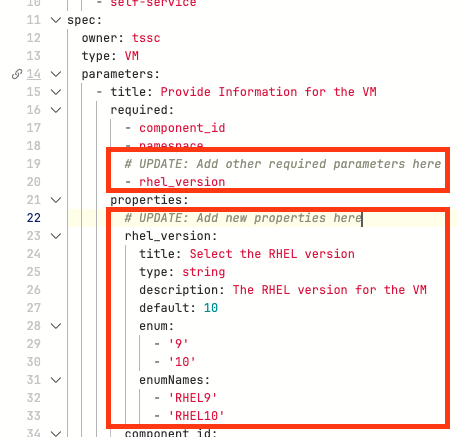 10 - self-service
11 spec:
12 owner: tssc
13 type: VM
14 parameters:
15 - title: Provide Information for the VM
16 required:
17 - component_id
18 - namespace
19 # UPDATE: Add other required parameters here
20 - rhel_version
21 properties:
22 # UPDATE: Add new properties here
23 rhel_version:
24 title: Select the RHEL version
25 type: string
26 description: The RHEL version for the VM
27 default: 10
28 enum:
29 - '9'
30 - '10'
31 enumNames:
32 - 'RHEL9'
33 - 'RHEL10'
34 component_id: